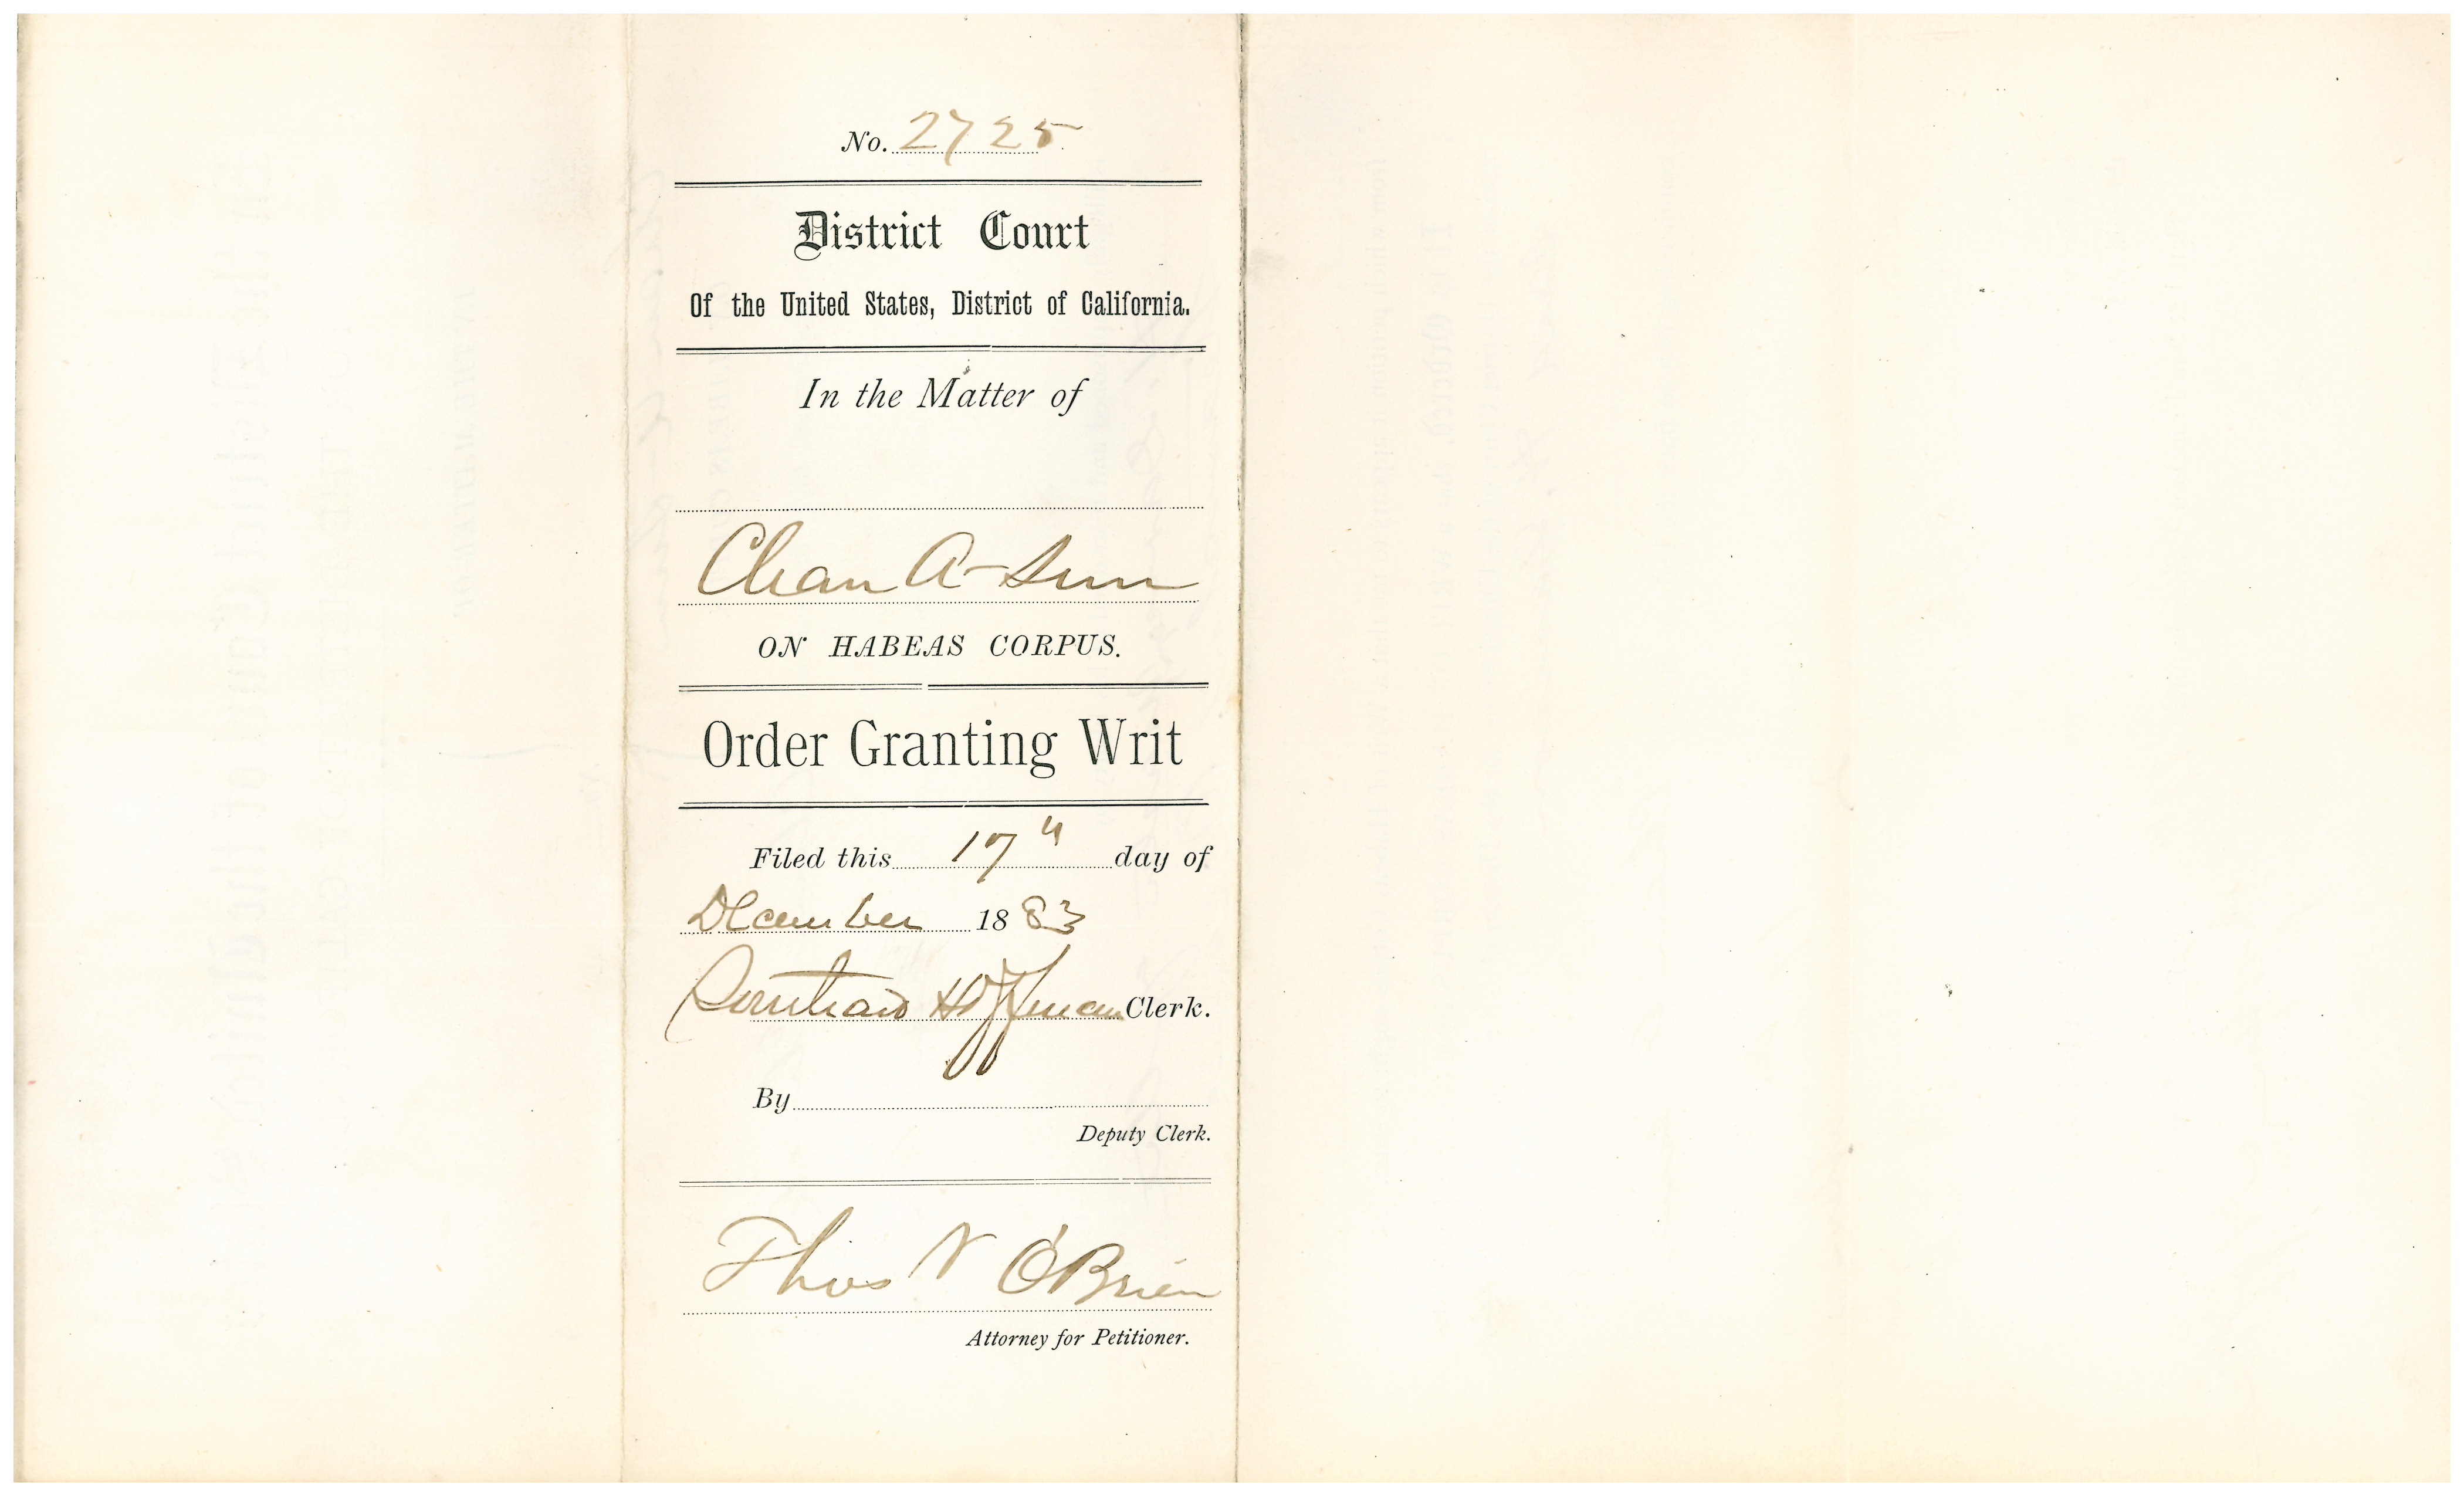 No. 2725
District Court
Of the United States, District of California.
In the Matter of
Chan A-Sun
ON HABEAS CORPUS.
Order Granting Writ
Filed this 17" day of
December 1883
Hoffman Clerk.
By
Deputy Clerk.
Thos V O'Brien
Attorney for Petitioner.